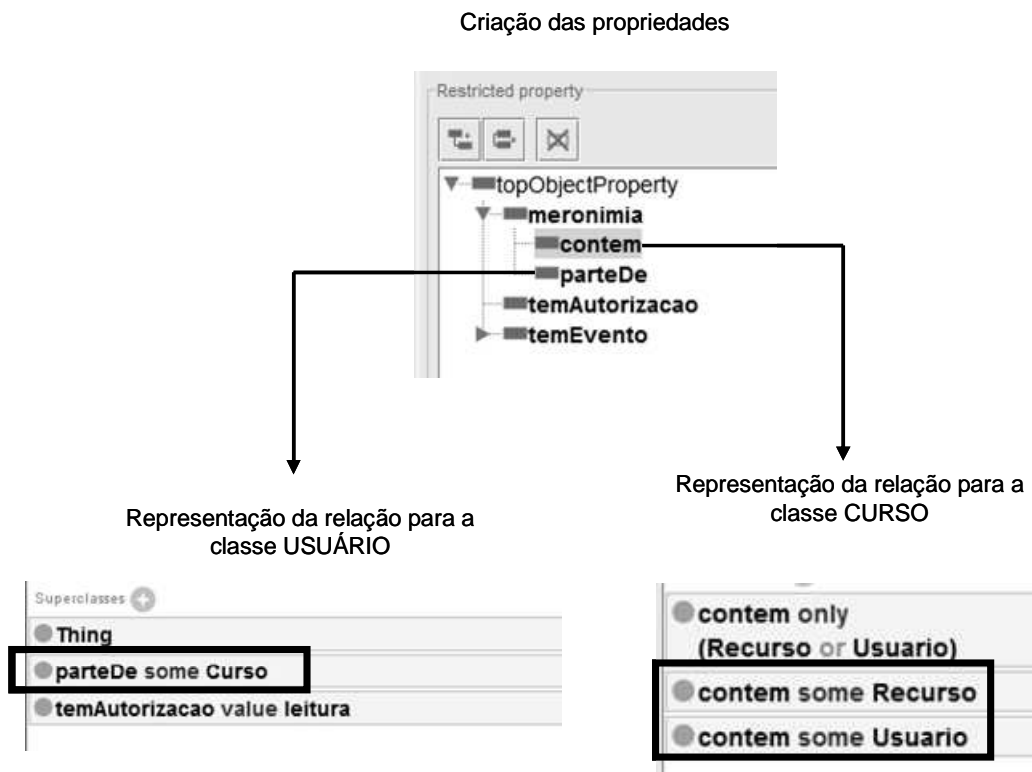 Criação das propriedades
Restricted property
topObjectProperty
meronimia
contem
parteDe
temAutorizacao
temEvento
Representação da relação para a
classe USUÁRIO
Representação da relação para a
classe CURSO
Superclasses
Thing
parteDe some Curso
temAutorizacao value leitura
contem only
(Recurso or Usuario)
contem some Recurso
contem some Usuario